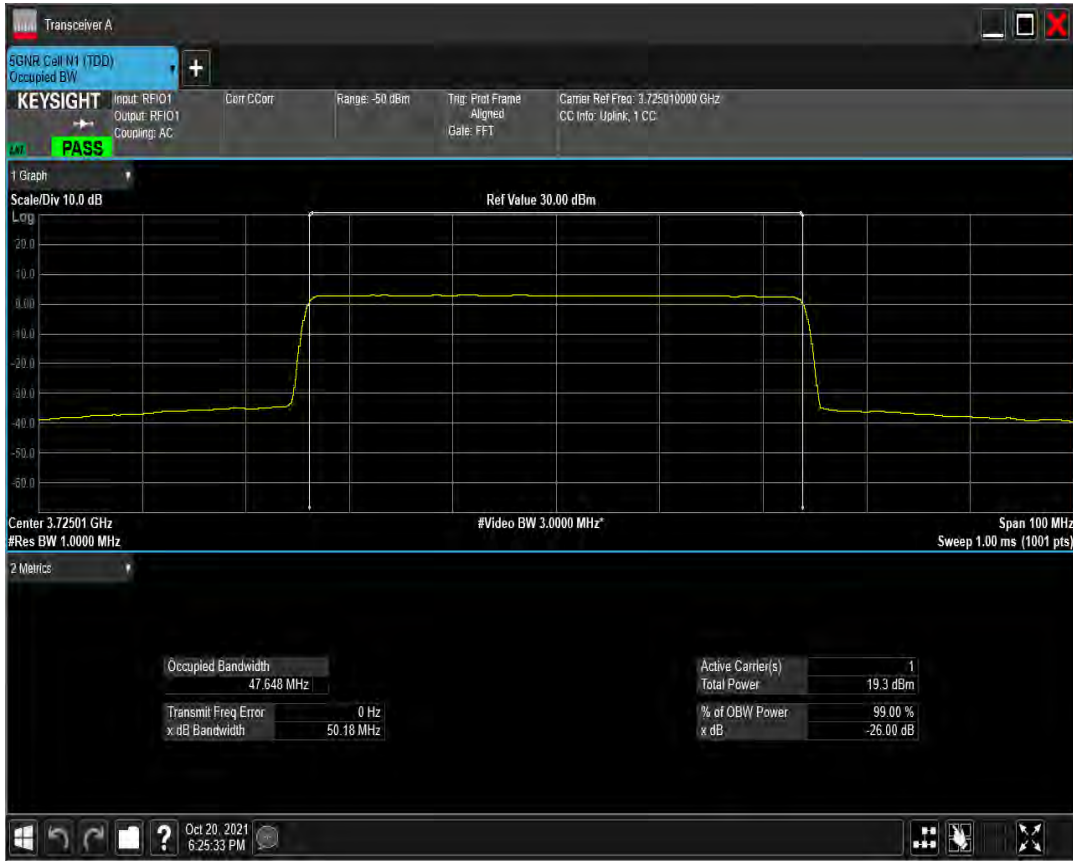 Transceiver A
5GNR Cell N1 (TDD)
Occupied BW
+
KEYSIGHT
PASS
Input: RFIO1
Output: RFIO1
Coupling: AC
Corr CCorr
Range: -50 dBm
Trig: Prot Frame
Aligned
Gate: FFT
Carrier Ref Freq: 3.725010000 GHz
CC Info: Uplink, 1 CC
1 Graph
Scale/Div 10.0 dB
Ref Value 30.00 dBm
Log
20.0
10.0
0.00
-10.0
-20.0
-30.0
-40.0
-50.0
-60.0
Center 3.72501 GHz
#Video BW 3.0000 MHz*
Span 100 MHz
#Res BW 1.0000 MHz
Sweep 1.00 ms (1001 pts)
2 Metrics
Occupied Bandwidth
47.648 MHz
Transmit Freq Error 0 Hz
x dB Bandwidth 50.18 MHz
Active Carrier(s) 1
Total Power 19.3 dBm
% of OBW Power 99.00 %
x dB -26.00 dB
?
Oct 20, 2021
6:25:33 PM